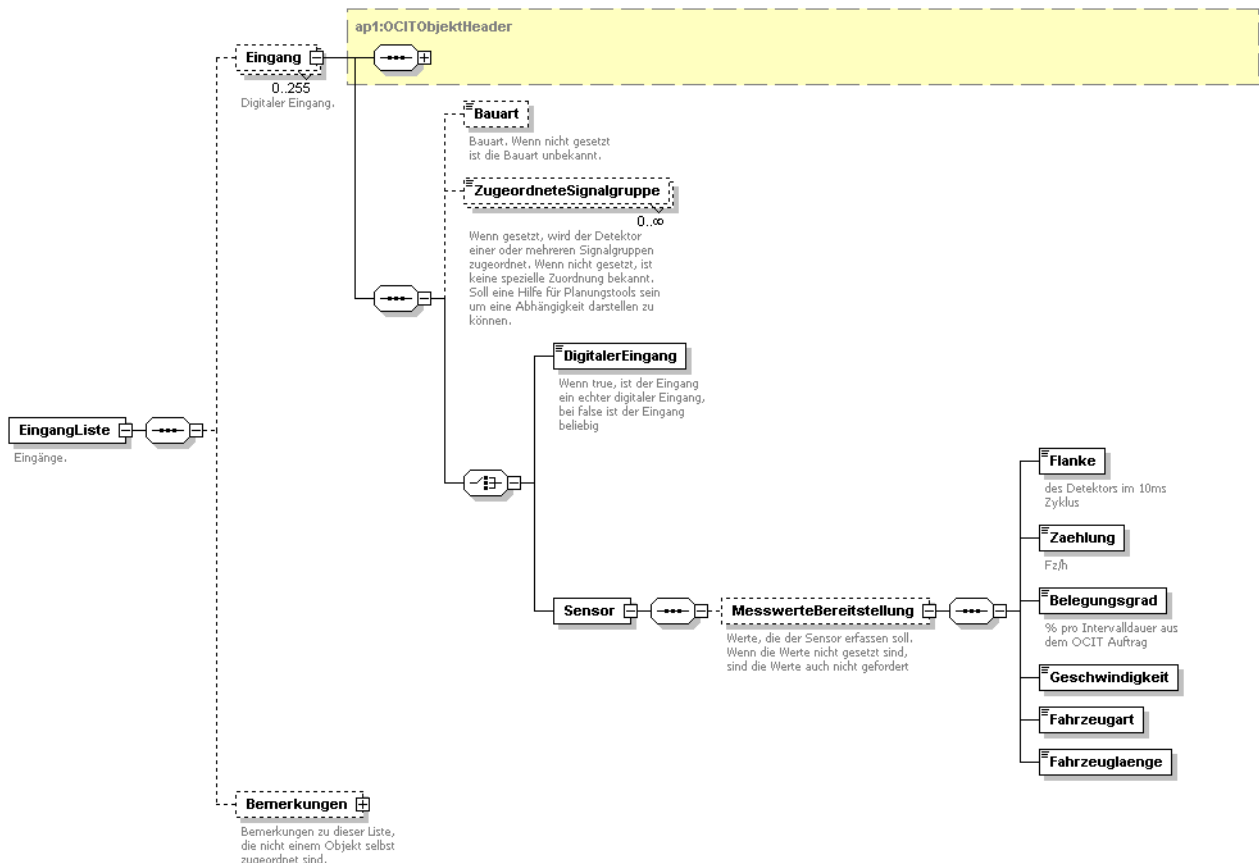 ap1:OCITObjektHeader
Eingang
0..255
Digitaler Eingang.
Bauart
Bauart. Wenn nicht gesetzt
ist die Bauart unbekannt.
ZugeordneteSignalgruppe
0..∞
Wenn gesetzt, wird der Detektor
einer oder mehreren Signalgruppen
zugeordnet. Wenn nicht gesetzt, ist
keine spezielle Zuordnung bekannt.
Soll eine Hilfe für Planungstools sein
um eine Abhängigkeit darstellen zu
können.
DigitalerEingang
Wenn true, ist der Eingang
ein echter digitaler Eingang,
bei false ist der Eingang
beliebig
EingangListe
Eingänge.
Sensor
MesswerteBereitstellung
Werte, die der Sensor erfassen soll.
Wenn die Werte nicht gesetzt sind,
sind die Werte auch nicht gefordert
Flanke
des Detektors im 10ms
Zyklus
Zaehlung
Fz/h
Belegungsgrad
% pro Intervalldauer aus
dem OCIT Auftrag
Geschwindigkeit
Fahrzeugart
Fahrzeuglaenge
Bemerkungen
Bemerkungen zu dieser Liste,
die nicht einem Objekt selbst
zugeordnet sind.